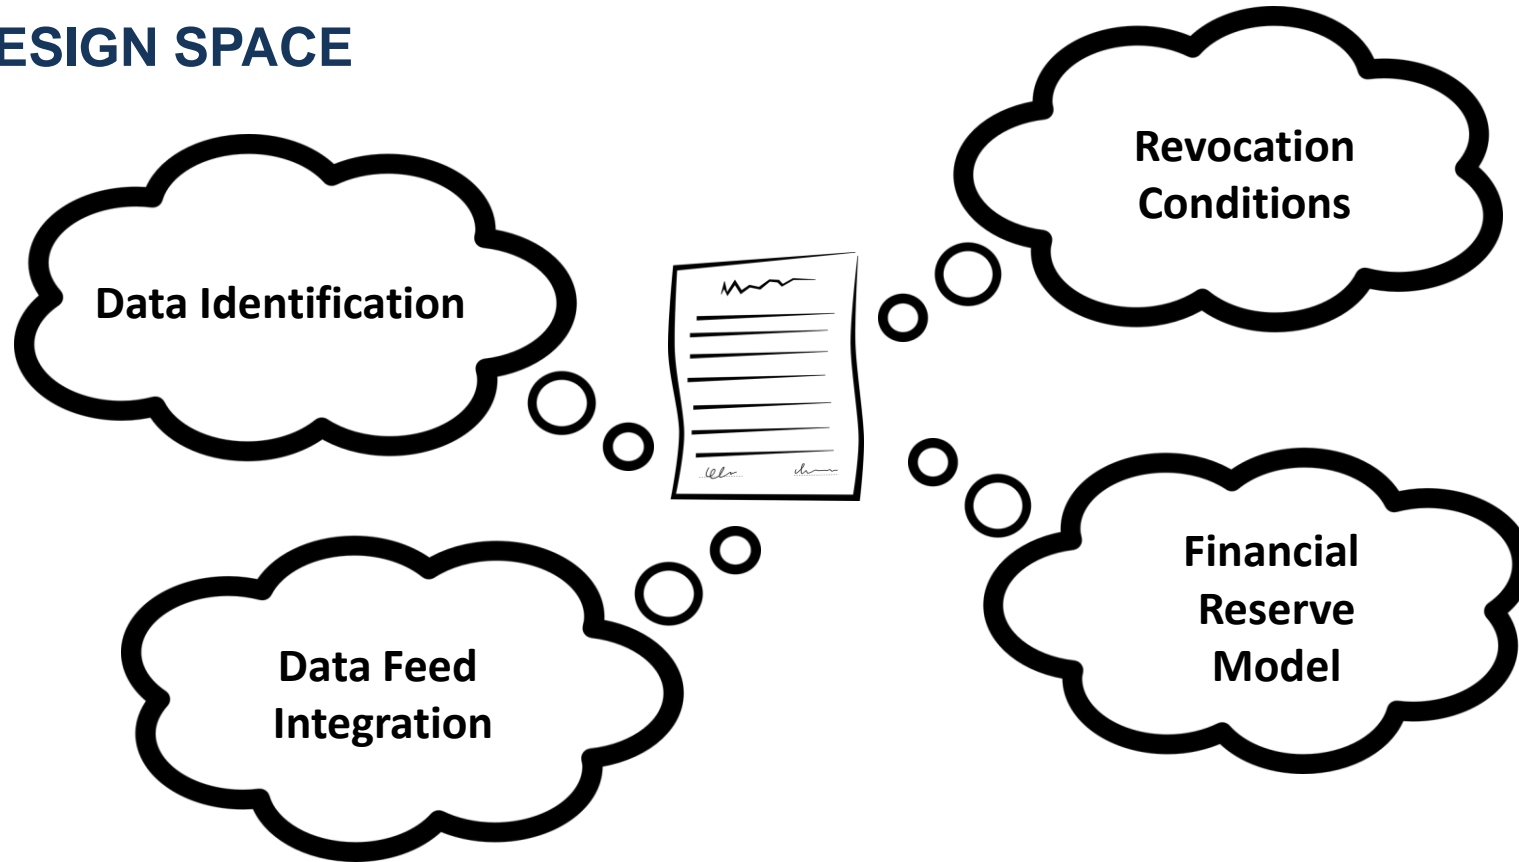 ESIGN SPACE
Revocation
Conditions
Data Identification
Financial
Reserve
Model
Data Feed
Integration